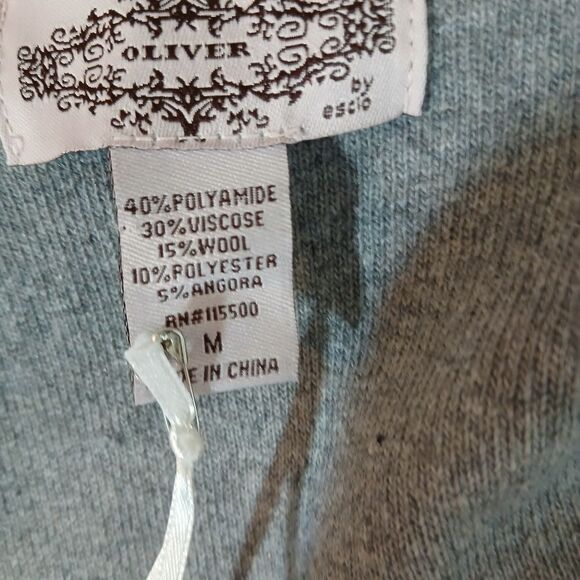 OLIVER
by
escio
40%POLYAMIDE
30%VISCOSE
15%WOOL
10%POLYESTER
5%ANGORA
RN#115500
M
IN CHINA